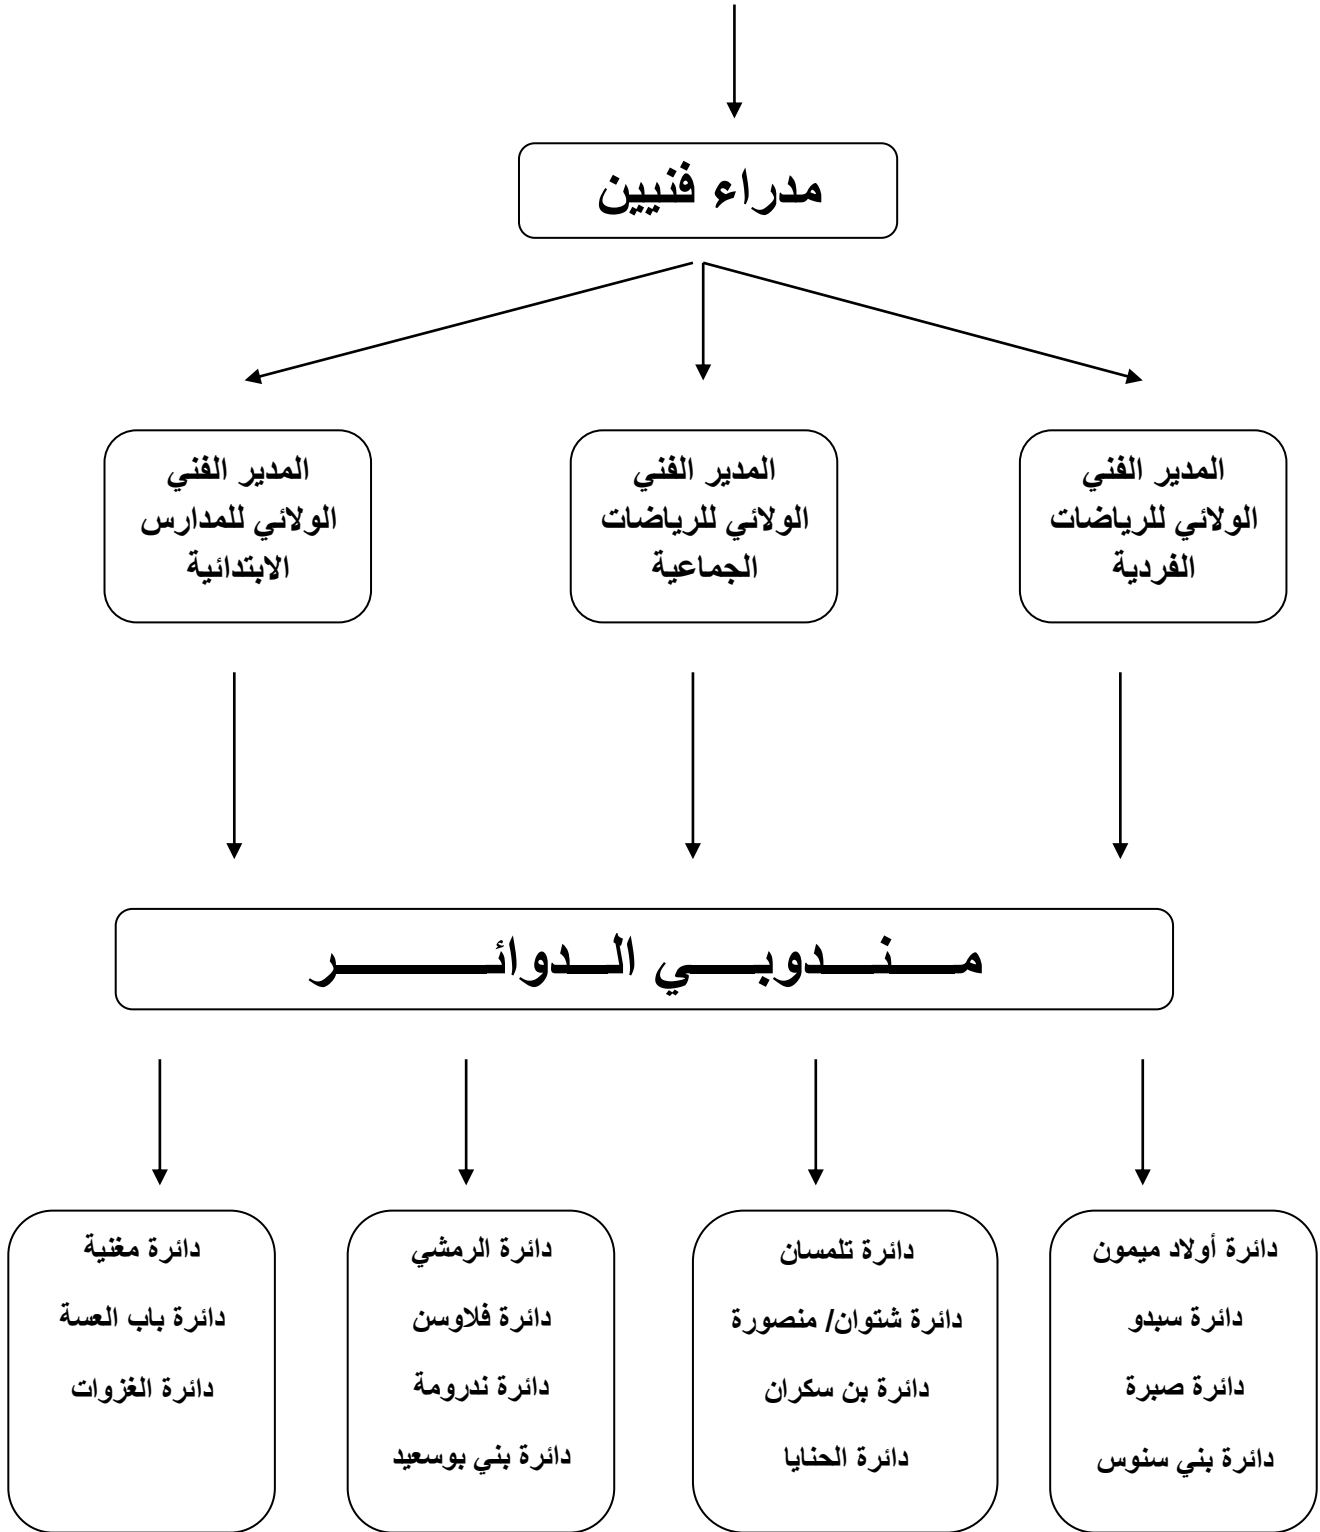 مدراء فنيين
المدير الفني
الولائي للرياضات
الفردية
المدير الفني
الولائي للرياضات
الجماعية
المدير الفني
الولائي للمدارس
الابتدائية
مـــنـــدوبـــي الـــدوائـــــر
دائرة أولاد ميمون
دائرة سبدو
دائرة صبرة
دائرة بني سنوس
دائرة تلمسان
دائرة شتوان/ منصورة
دائرة بن سكران
دائرة الحنايا
دائرة الرمشي
دائرة فلاوسن
دائرة ندرومة
دائرة بني بوسعيد
دائرة مغنية
دائرة باب العسة
دائرة الغزوات